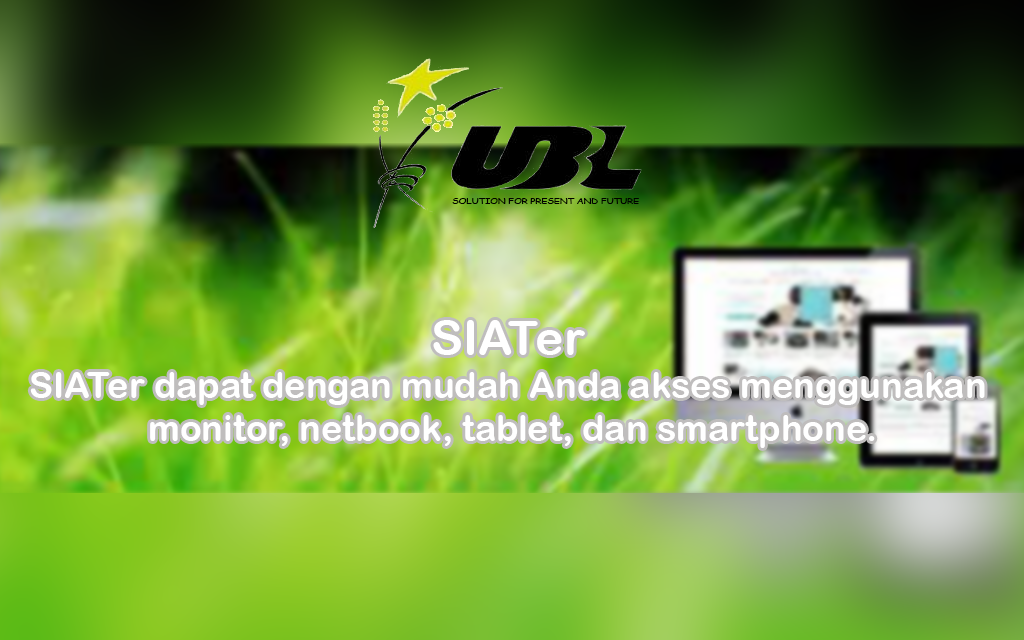 UBL
SOLUTION FOR PRESENT AND FUTURE
SIATer
SIATer dapat dengan mudah Anda akses menggunakan
monitor, netbook, tablet, dan smartphone.